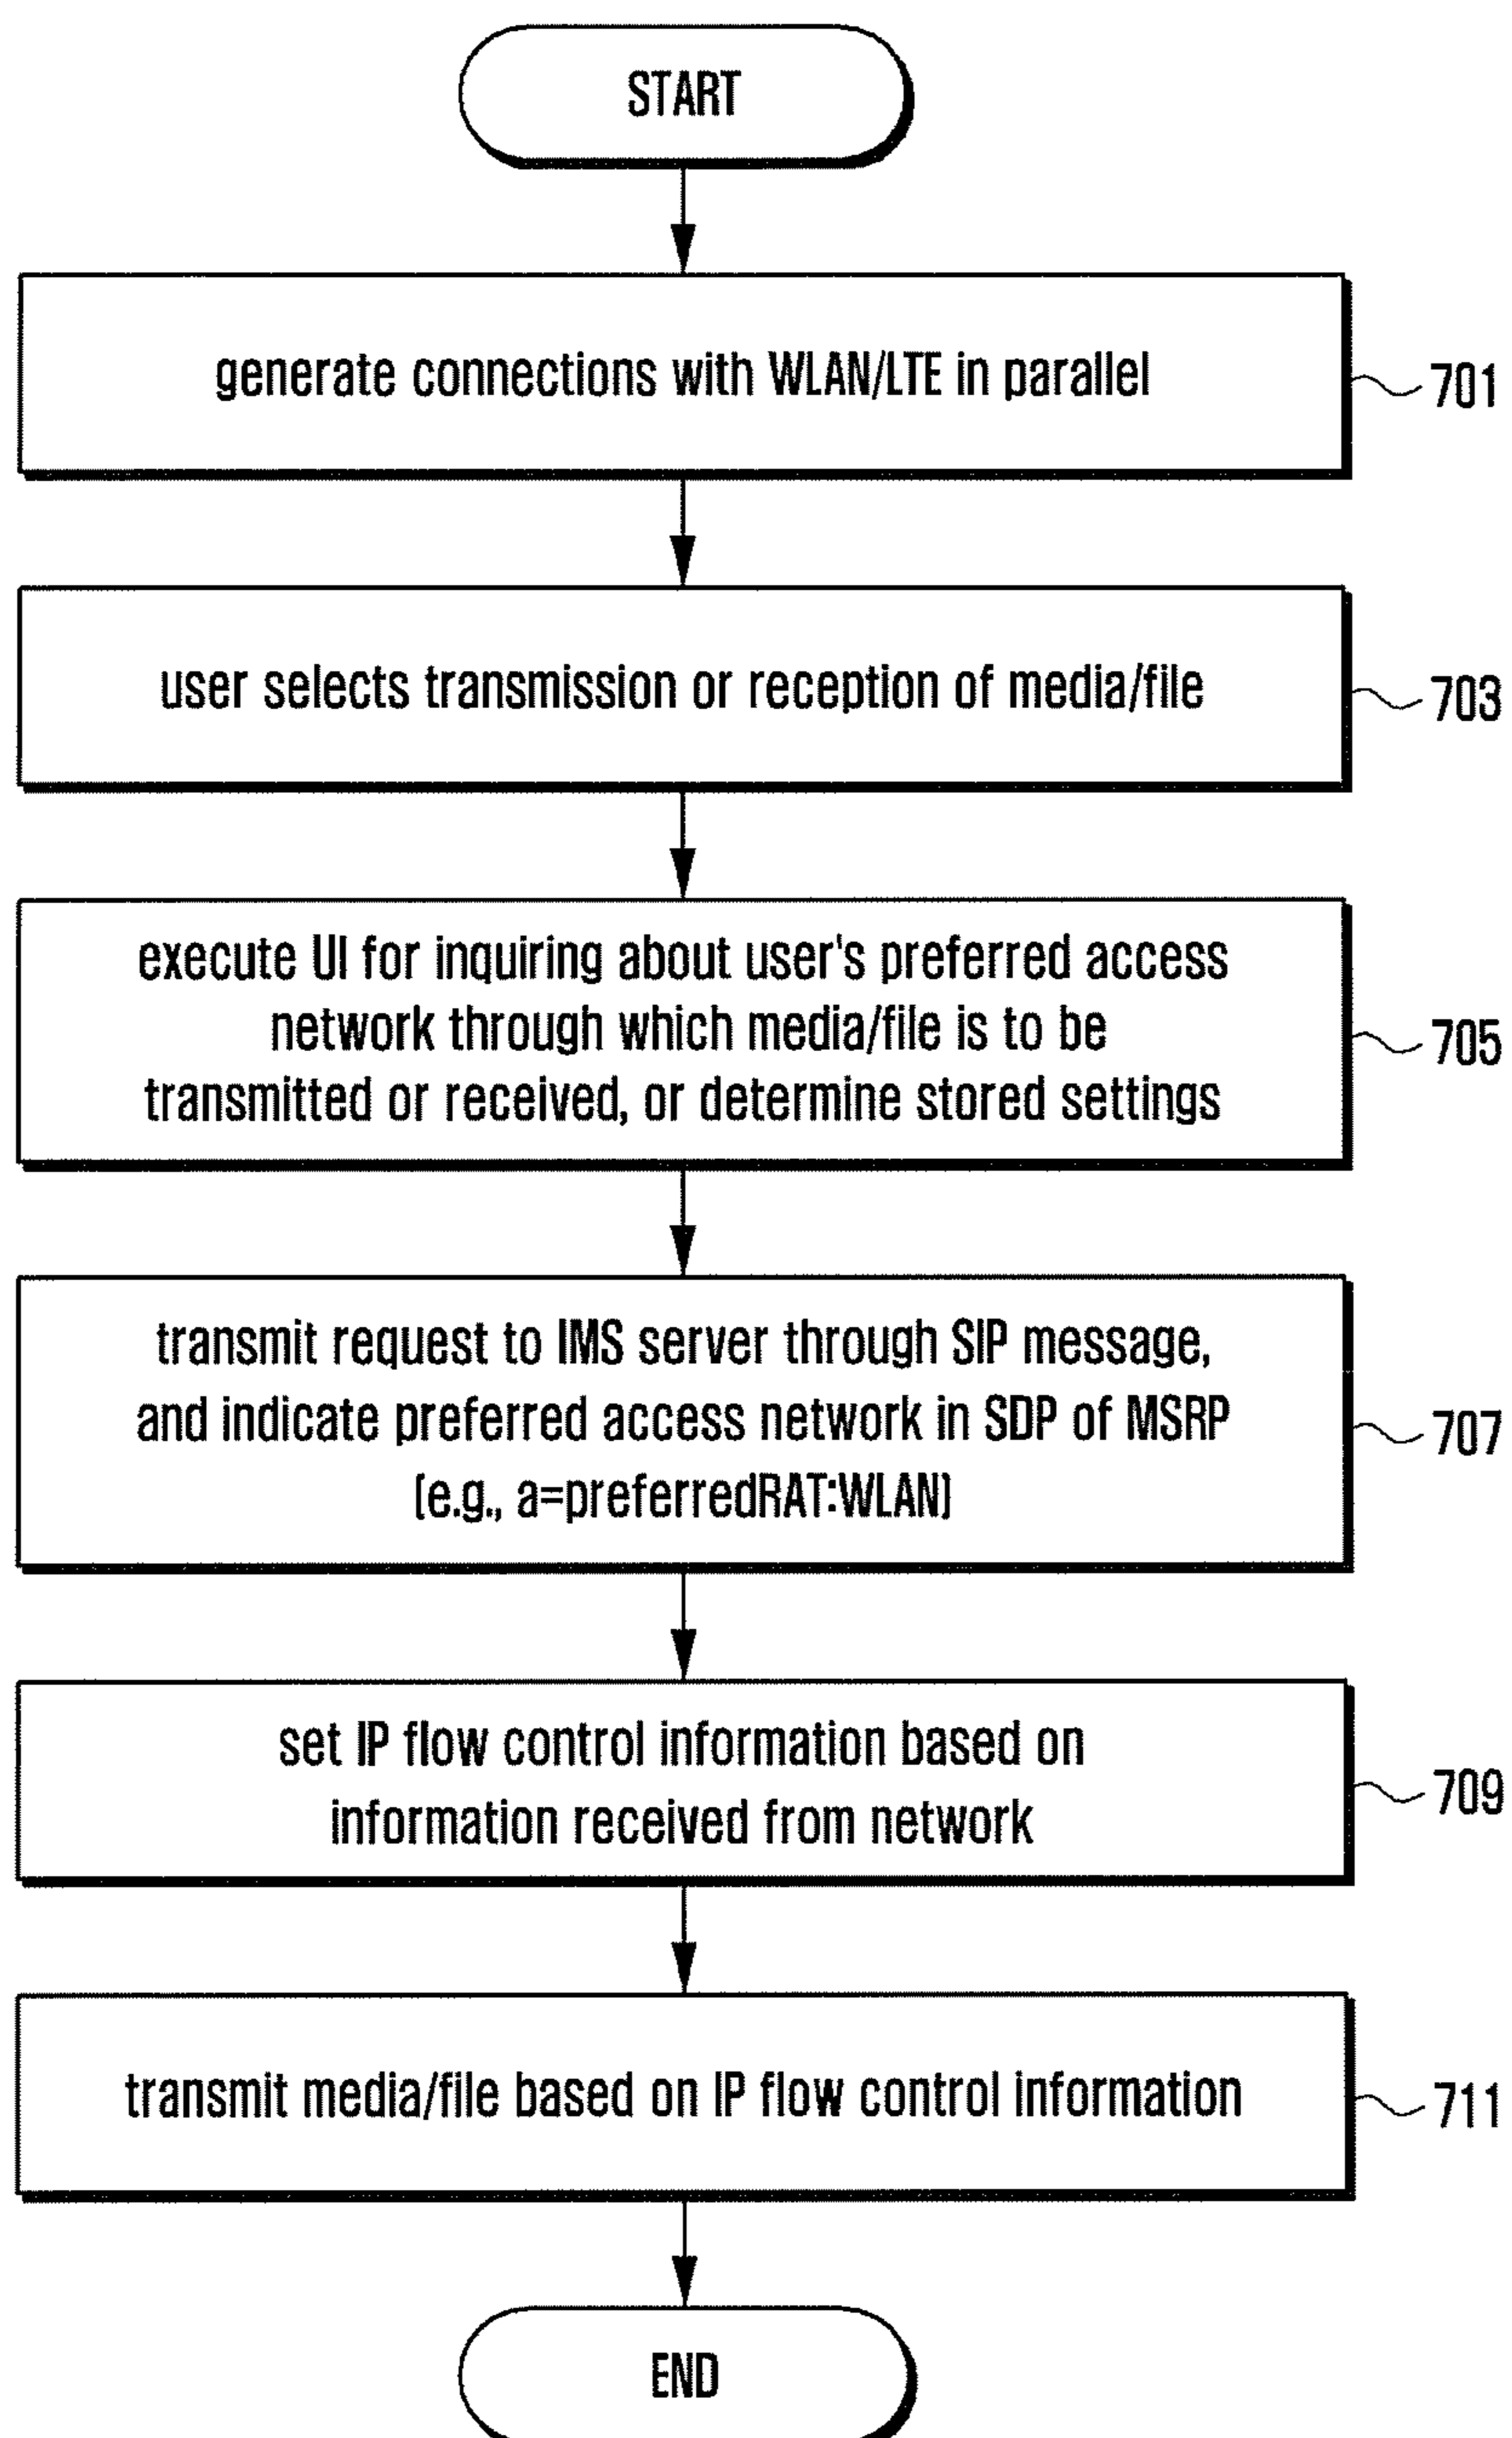 START
generate connections with WLAN/LTE in parallel
701
user selects transmission or reception of media/file
703
execute UI for inquiring about user's preferred access
network through which media/file is to be
transmitted or received, or determine stored settings
705
transmit request to IMS server through SIP message,
and indicate preferred access network in SDP of MSRP
(e.g., a=preferredRAT:WLAN)
707
set IP flow control information based on
information received from network
709
transmit media/file based on IP flow control information
711
END